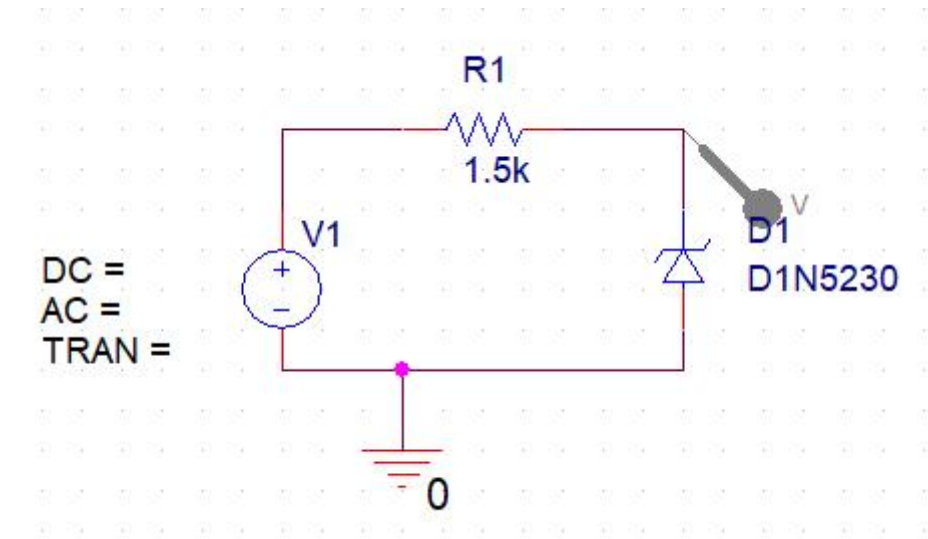 R1
1.5k
V1
DC =
AC =
TRAN =
+
−
V
D1
D1N5230
0